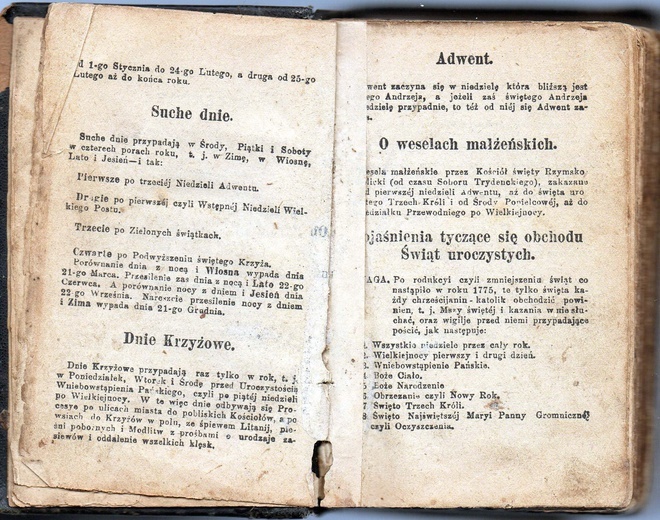 d 1-go Stycznia do 24-go Lutego, a druga od 25-go
Lutego aż do końca roku.
Suche dnie.
Suche dnie przypadają w Środy, Piątki i Soboty
w czterech porach roku, t. j. w Zimę, w Wiosnę,
Lato i Jesień—i tak:
Pierwsze po trzeciéj Niedzieli Adwentu.
Drugie po pierwszéj czyli Wstępnéj Niedzieli Wiel-
kiego Postu.
Trzecie po Zielonych świątkach.
Czwarte po Podwyższeniu świętego Krzyża.
Porównanie dnia z nocą i Wiosna wypada dnia
21-go Marca. Przesilenie zaś dnia z nocą i Lato 22-go
Czerwca. A porównanie nocy z dniem i Jesień dnia
22-go Września. Nareszcie przesilenie nocy z dniem
i Zima wypada dnia 21-go Grudnia.
Dnie Krzyżowe.
Dnie Krzyżowe przypadają raz tylko w rok, t. j.
w Poniedziałek, Wtorek i Środę przed Uroczystością
Wniebowstąpienia Pańskiego, czyli po piątéj niedzieli
po Wielkiejnocy. W te więc dnie odbywają się Pro-
cesye po ulicach miasta do pobliskich Kościołów, a po
wsiach do Krzyżów w polu, ze śpiewem Litanij, pie-
śni pobożnych i Modlitw z prośbami o urodzaje za-
siewów i oddalenie wszelkich klęsk.
Adwent.
went zaczyna się w niedzielę która bliższą jest
ego Andrzeja, a jeżeli zaś świętego Andrzeja
edzielę przypadnie, to téż od niéj się Adwent za-
O weselach małżeńskich.
esela małżeńskie przez Kościół święty Rzymsko
licki (od czasu Soboru Trydenckiego), zakazane
d pierwszéj niedzieli Adwentu, aż do święta uro
tego Trzech Króli i od Środy Popielcowéj, aż do
edziałku Przewodniego po Wielkiejnocy.
ojaśnienia tyczące się obchodu
Świąt uroczystych.
AGA. Po redukcyi czyli zmniejszeniu świąt co
nastąpiło w roku 1775, te tylko święta ka-
żdy chrześcijanin-katolik obchodzić powi-
nien, t. j. Mszy świętéj i kazania w nie słu-
chać, oraz wigilje przed niemi przypadające
pościć, jak następuje:
1. Wszystkie niedziele przez cały rok.
2. Wielkiejnocy pierwszy i drugi dzień.
3. Wniebowstąpienie Pańskie.
4 Boże Ciało.
5 Boże Narodzenie
6 Obrzezanie czyli Nowy Rok.
7 Święto Trzech Króli.
8 Święto Najświętszéj Maryi Panny Gromnicznéj
czyli Oczyszczenia.